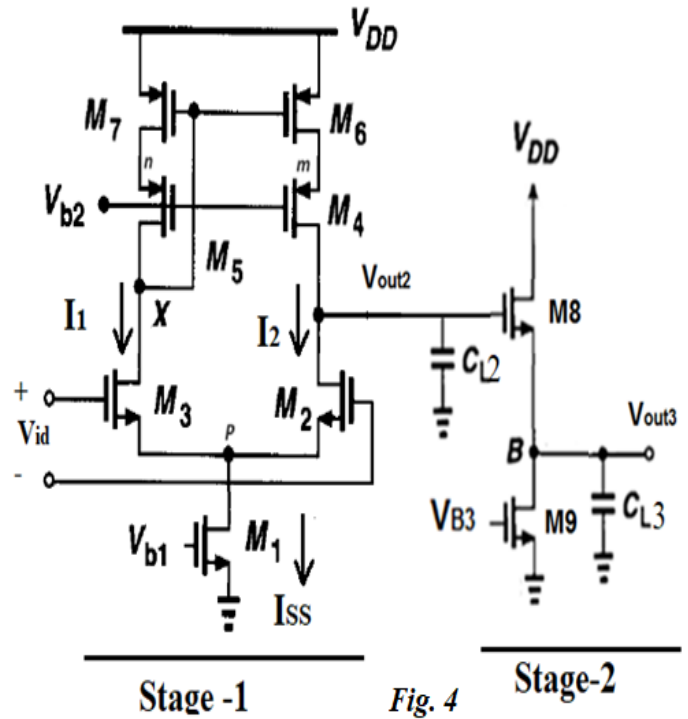 VDD
M7
M6
n
m
VDD
Vb2
M4
M5
Vout2
M8
I1
X
I2
CL2
+
Vid
-
M3
M2
P
Vout3
B
CL3
VB3
M9
Vb1
M1
ISS
Stage -1
Fig. 4
Stage-2